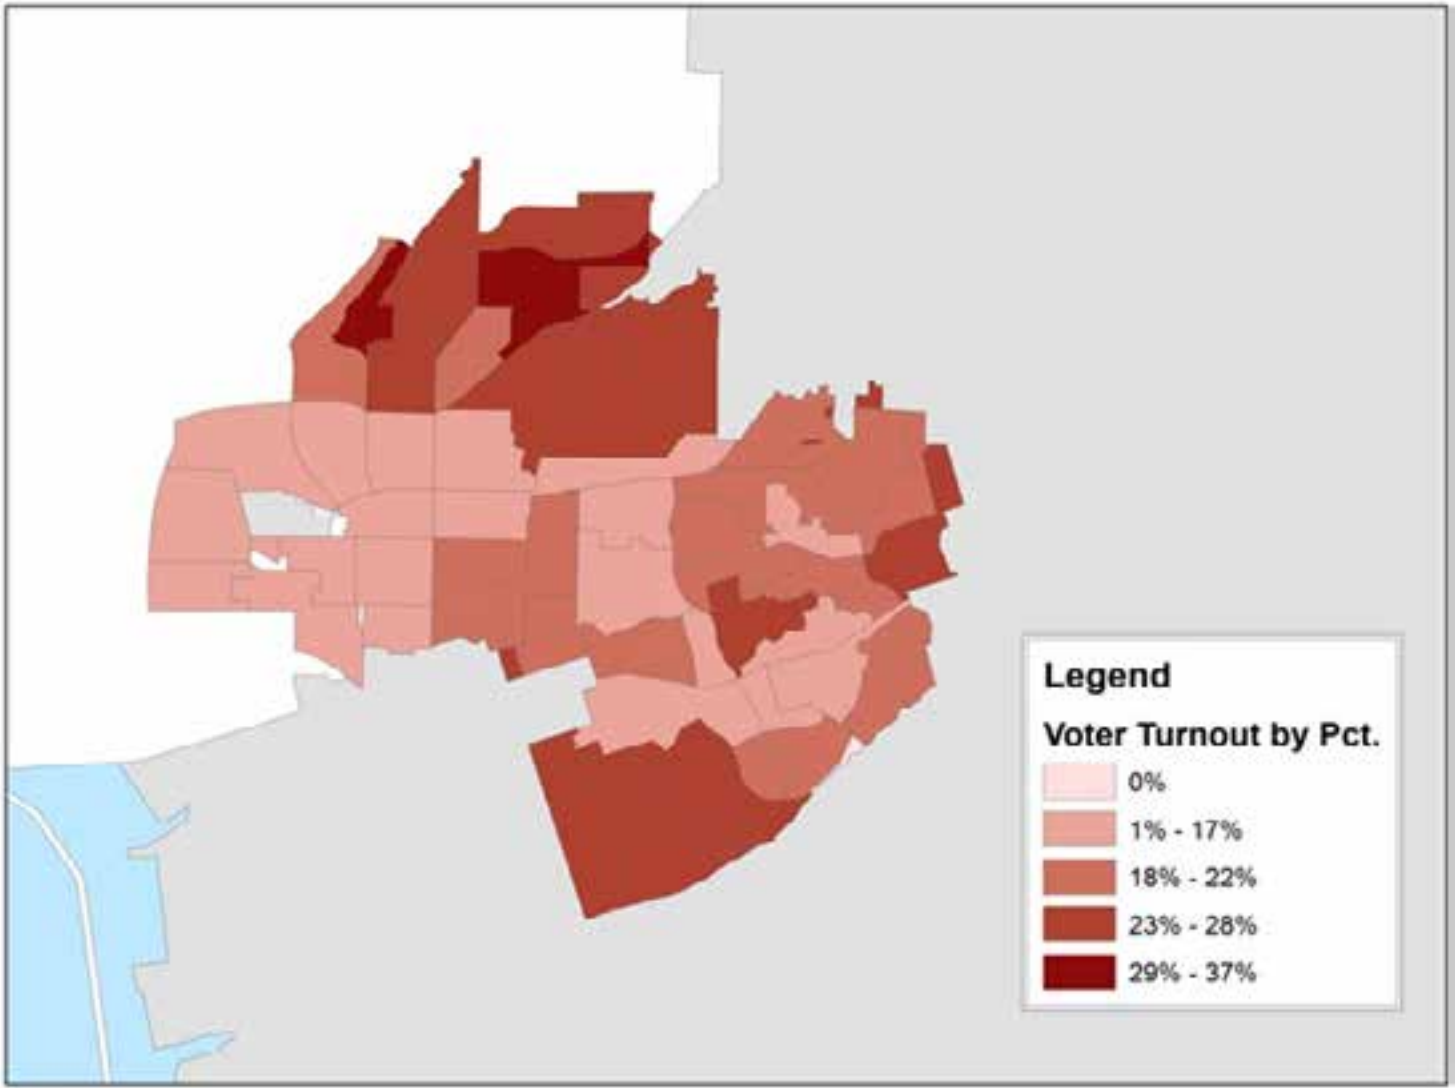 Legend
Voter Turnout by Pct.
0%
1% - 17%
18% - 22%
23% - 28%
29% - 37%